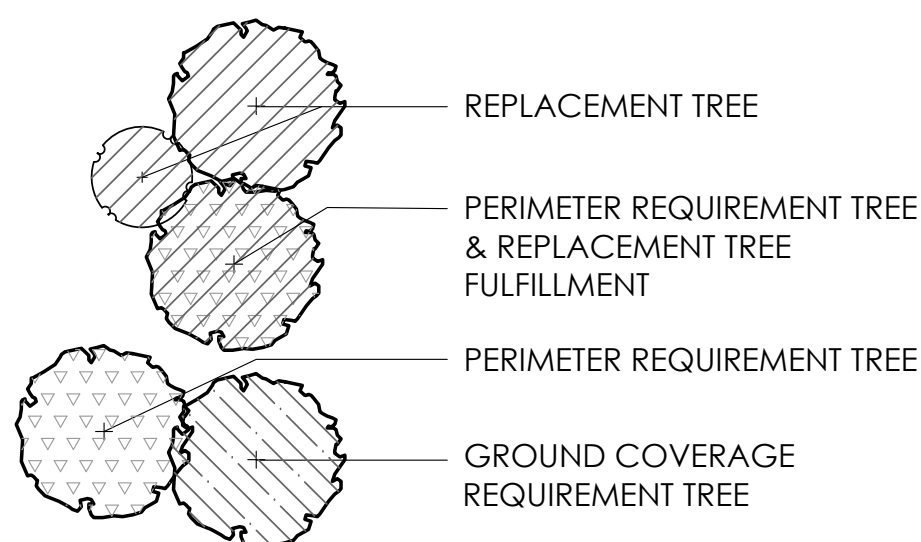 REPLACEMENT TREE
PERIMETER REQUIREMENT TREE
& REPLACEMENT TREE
FULFILLMENT
PERIMETER REQUIREMENT TREE
GROUND COVERAGE
REQUIREMENT TREE